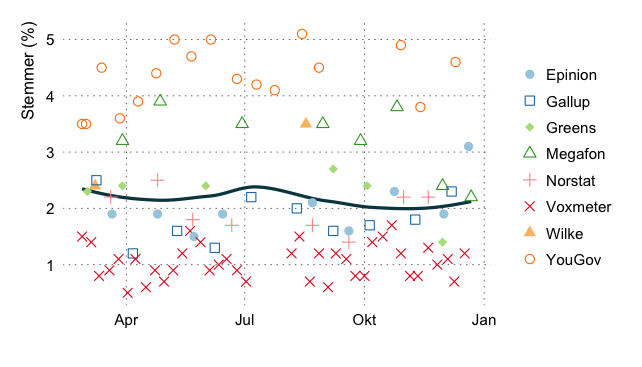 Stemmer (%)
5
4
3
2
1
Apr
Jul
Okt
Jan
Epinion
Gallup
Greens
Megafon
Norstat
Voxmeter
Wilke
YouGov